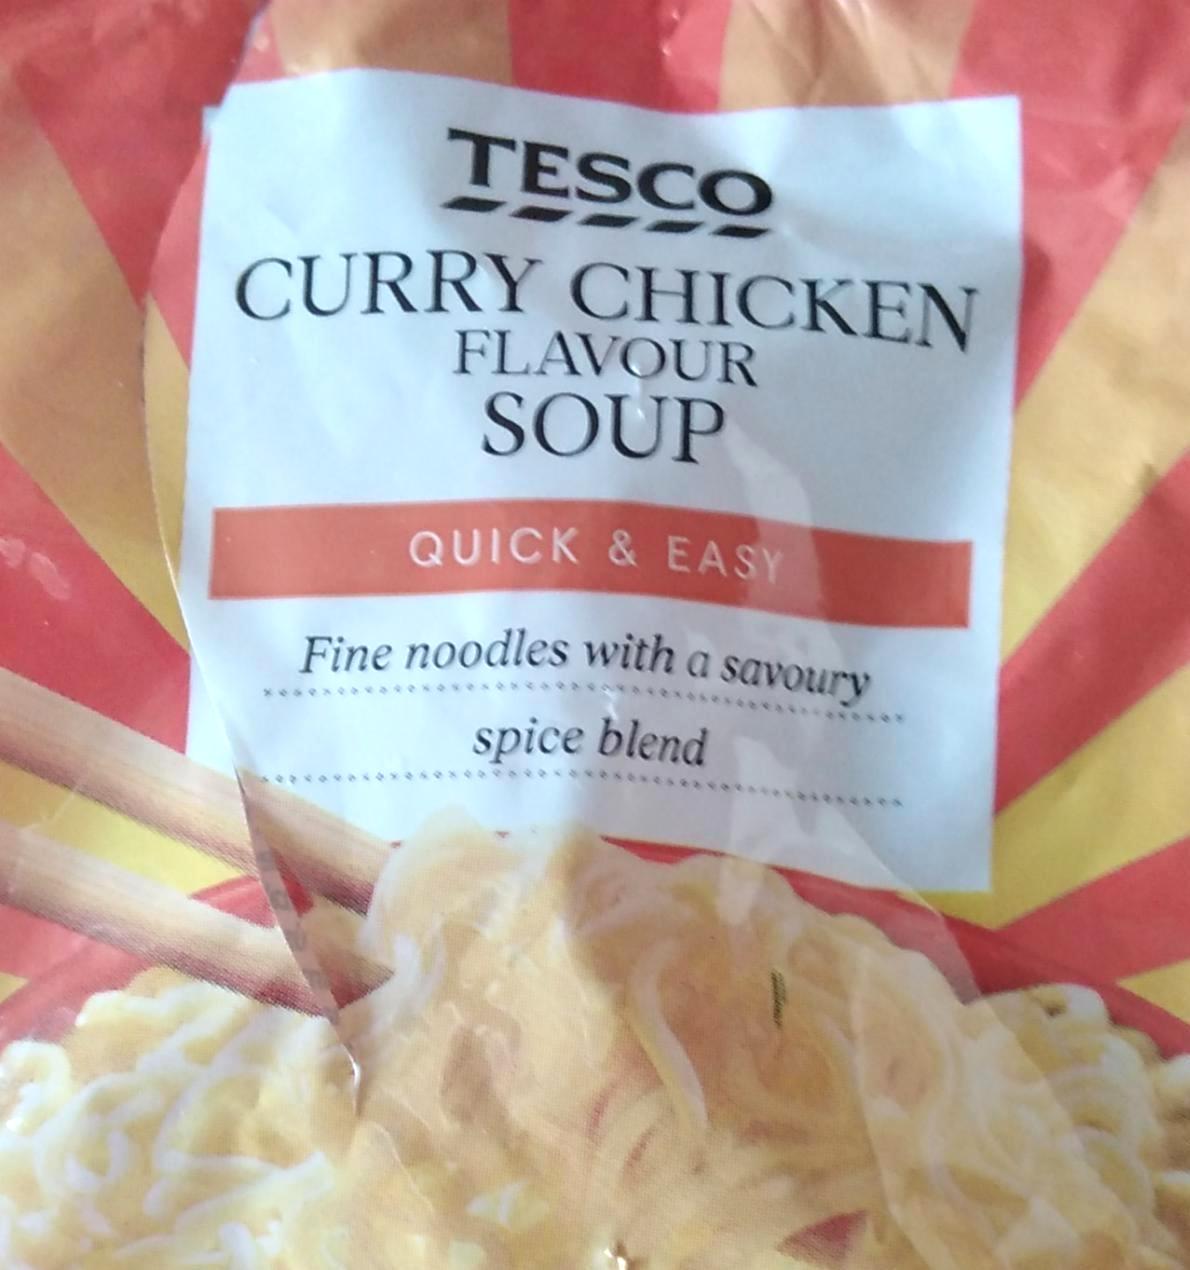 TESCO
CURRY CHICKEN
FLAVOUR
SOUP
QUICK & EASY
Fine noodles with a savoury
spice blend